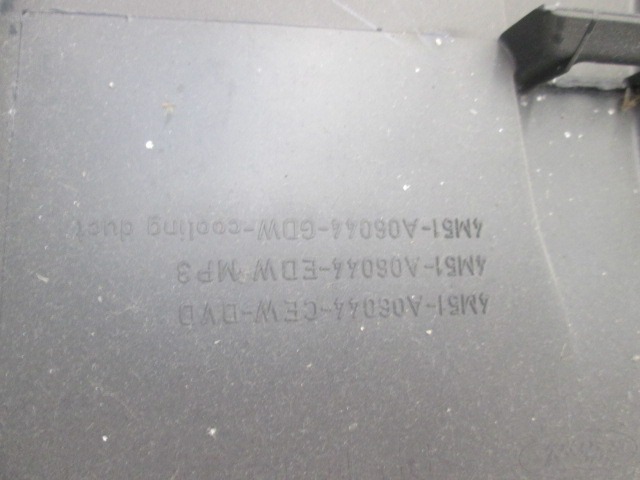 4M51-A06044-CEW-DVD
4M51-A06044-EDW MP3
4M51-A06044-GDW-cooling duct